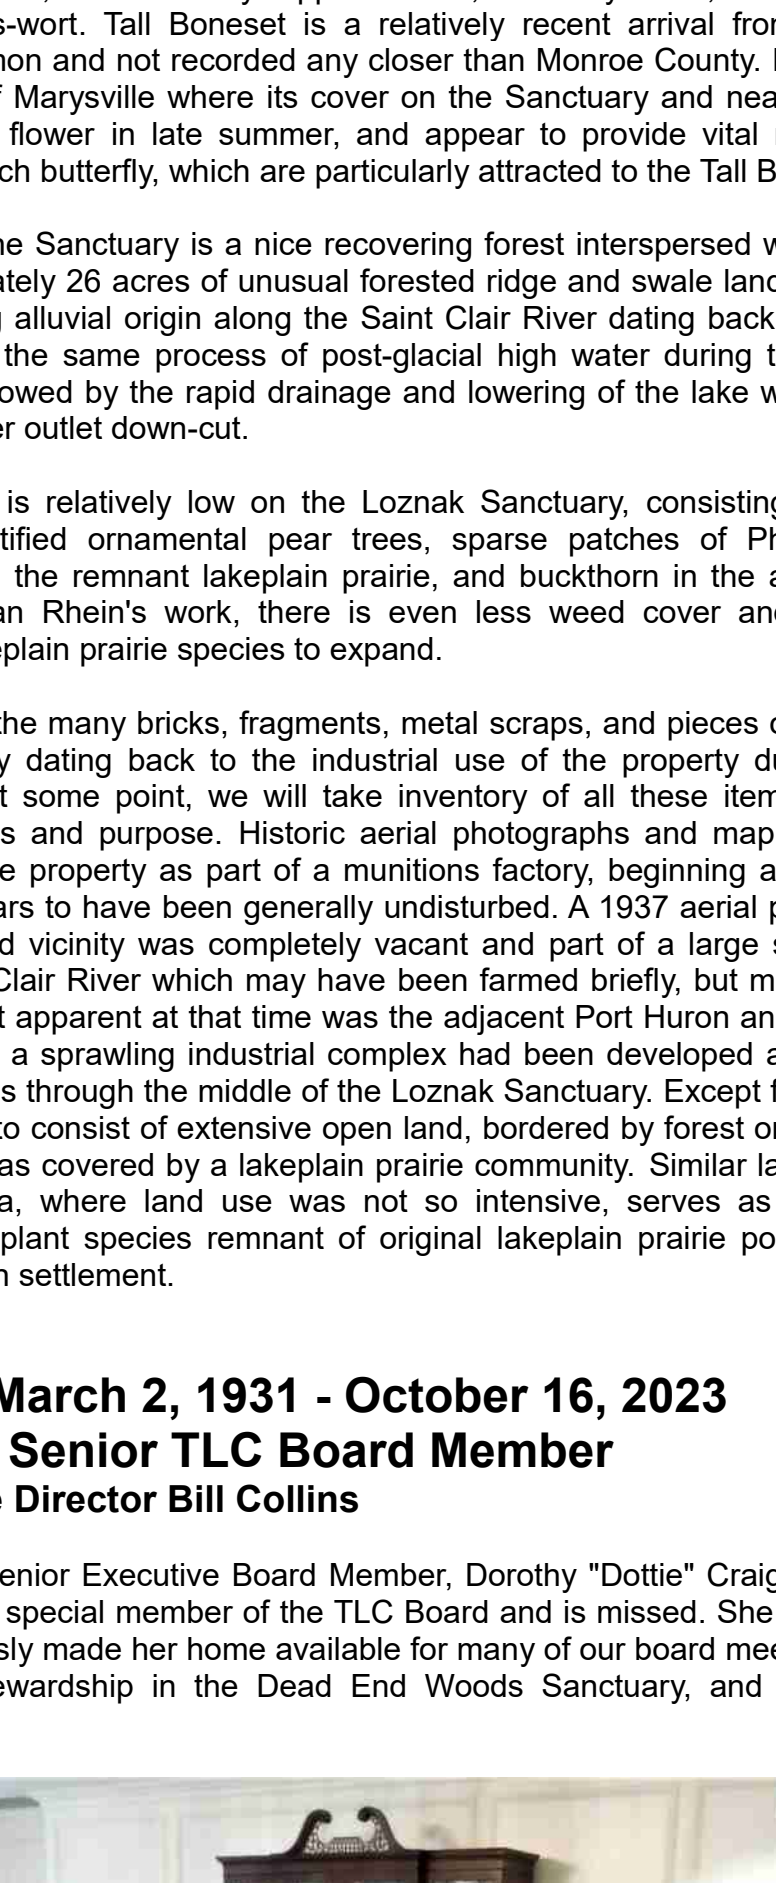 s-wort. Tall Boneset is a relatively recent arrival from
non and not recorded any closer than Monroe County.
f Marysville where its cover on the Sanctuary and nea
flower in late summer, and appear to provide vital
ch butterfly, which are particularly attracted to the Tall B
he Sanctuary is a nice recovering forest interspersed w
ately 26 acres of unusual forested ridge and swale land
g alluvial origin along the Saint Clair River dating back
the same process of post-glacial high water during t
owed by the rapid drainage and lowering of the lake w
er outlet down-cut.
is relatively low on the Loznak Sanctuary, consisting
tified ornamental pear trees, sparse patches of Ph
the remnant lakeplain prairie, and buckthorn in the a
an Rhein's work, there is even less weed cover and
eplain prairie species to expand.
the many bricks, fragments, metal scraps, and pieces o
y dating back to the industrial use of the property du
t some point, we will take inventory of all these item
s and purpose. Historic aerial photographs and map
e property as part of a munitions factory, beginning a
ars to have been generally undisturbed. A 1937 aerial p
d vicinity was completely vacant and part of a large s
Clair River which may have been farmed briefly, but m
t apparent at that time was the adjacent Port Huron an
a sprawling industrial complex had been developed a
s through the middle of the Loznak Sanctuary. Except f
to consist of extensive open land, bordered by forest or
as covered by a lakeplain prairie community. Similar la
a, where land use was not so intensive, serves as
plant species remnant of original lakeplain prairie po
n settlement.
March 2, 1931 - October 16, 2023
Senior TLC Board Member
e Director Bill Collins
enior Executive Board Member, Dorothy "Dottie" Craig
special member of the TLC Board and is missed. She
sly made her home available for many of our board mee
ewardship in the Dead End Woods Sanctuary, and